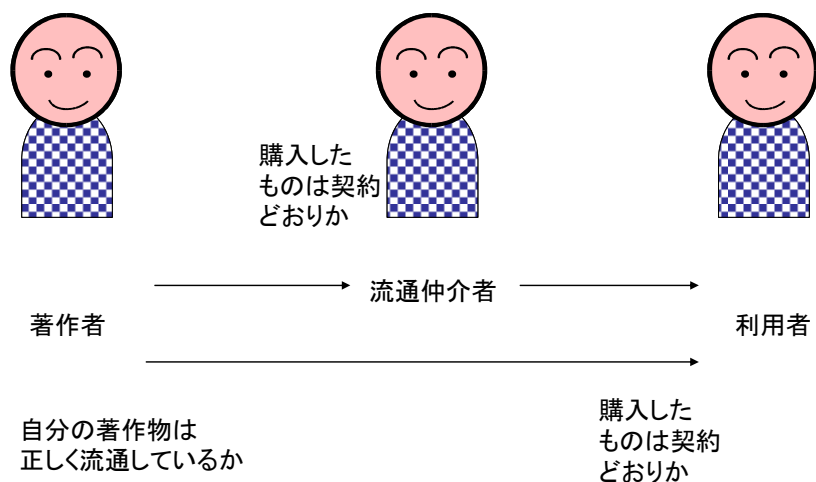 購入した
ものは契約
どおりか
流通仲介者
著作者
利用者
自分の著作物は
正しく流通しているか
購入した
ものは契約
どおりか